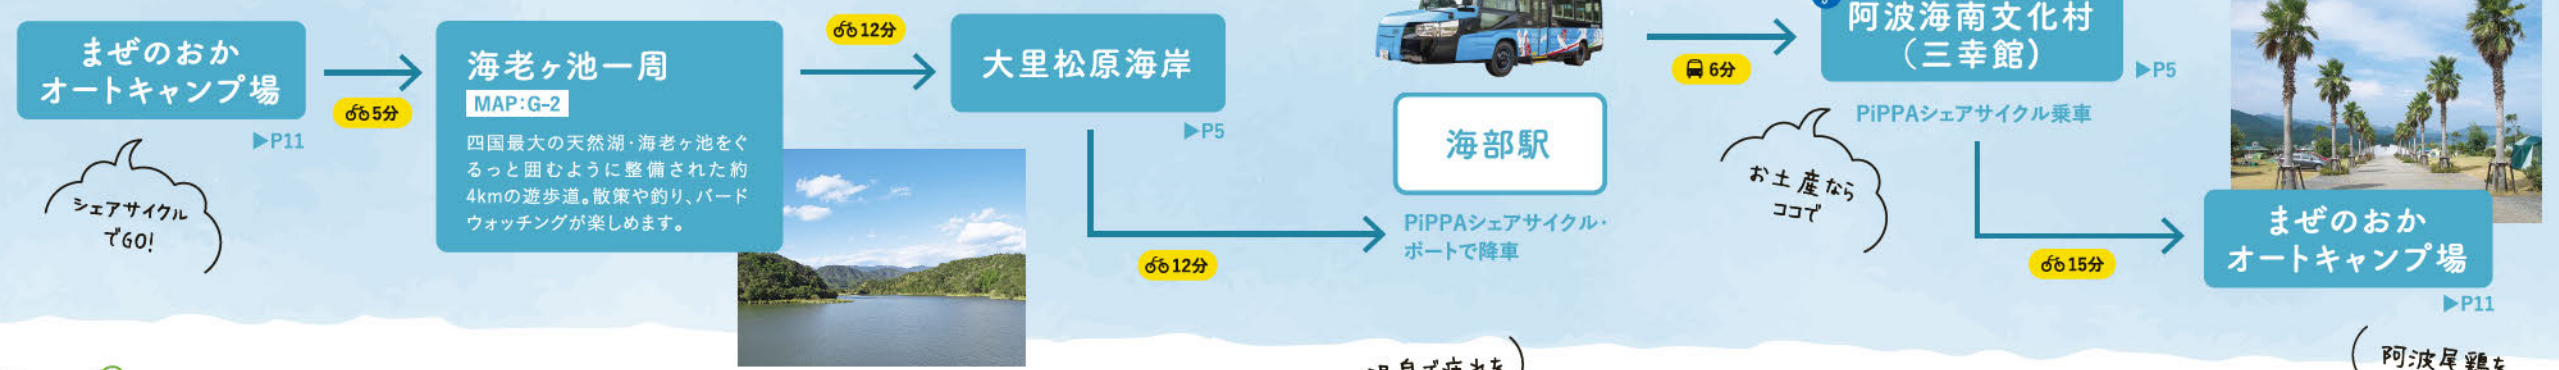 まぜのおか
オートキャンプ場
▶P11
シェアサイクル
でGO!
5分
海老ヶ池一周
MAP:G-2
四国最大の天然湖・海老ヶ池をぐ
るっと囲むように整備された約
4kmの遊歩道。散策や釣り、バード
ウォッチングが楽しめます。
12分
大里松原海岸
▶P5
12分
海部駅
PiPPAシェアサイクル・
ポートで降車
6分
阿波海南文化村
(三幸館)
▶P5
PiPPAシェアサイクル乗車
お土産なら
ココで
15分
まぜのおか
オートキャンプ場
▶P11
阿波尾鶏を